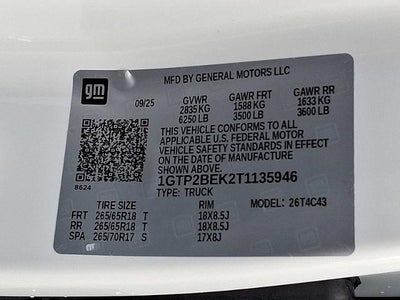 gm
MFD BY GENERAL MOTORS LLC
09/25 GVWR GAWR FRT GAWR RR
2835 KG 1588 KG 1633 KG
6250 LB 3500 LB 3600 LB
THIS VEHICLE CONFORMS TO ALL
APPLICABLE U.S. FEDERAL MOTOR
VEHICLE SAFETY STANDARDS IN EFFECT
ON THE DATE OF MANUFACTURE
SHOWN ABOVE.
1GTP2BEK2T1135946
8624
TYPE: TRUCK
TIRE SIZE RIM MODEL: 26T4C43
FRT 265/65R18 T 18X8.5J
RR 265/65R18 T 18X8.5J
SPA 265/70R17 S 17X8J